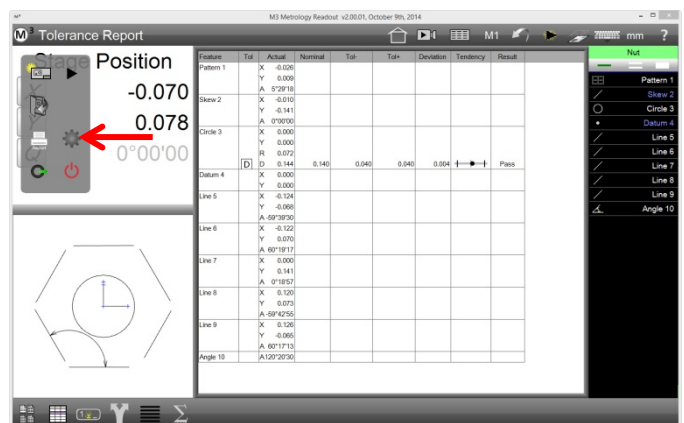 M3 Metrology Readout v2.00.01, October 9th, 2014
M3 Tolerance Report
M1
mm
?
Stage Position
-0.070
0.078
0°00'00
Feature Tol Actual Nominal Tol- Tol+ Deviation Tendency Result
Pattern 1 X -0.026
Y 0.009
A 5°29'18
Skew 2 X -0.010
Y -0.141
A 0°00'00
Circle 3 X 0.000
Y 0.000
R 0.072
D D 0.144 0.140 0.040 0.040 0.004 Pass
Datum 4 X 0.000
Y 0.000
Line 5 X -0.124
Y -0.068
A -59°39'30
Line 6 X -0.122
Y 0.070
A 60°19'17
Line 7 X 0.000
Y 0.141
A 0°18'57
Line 8 X 0.120
Y 0.073
A -59°42'55
Line 9 X 0.126
Y -0.065
A 60°17'13
Angle 10 A120°20'30
Nut
Pattern 1
Skew 2
Circle 3
Datum 4
Line 5
Line 6
Line 7
Line 8
Line 9
Angle 10